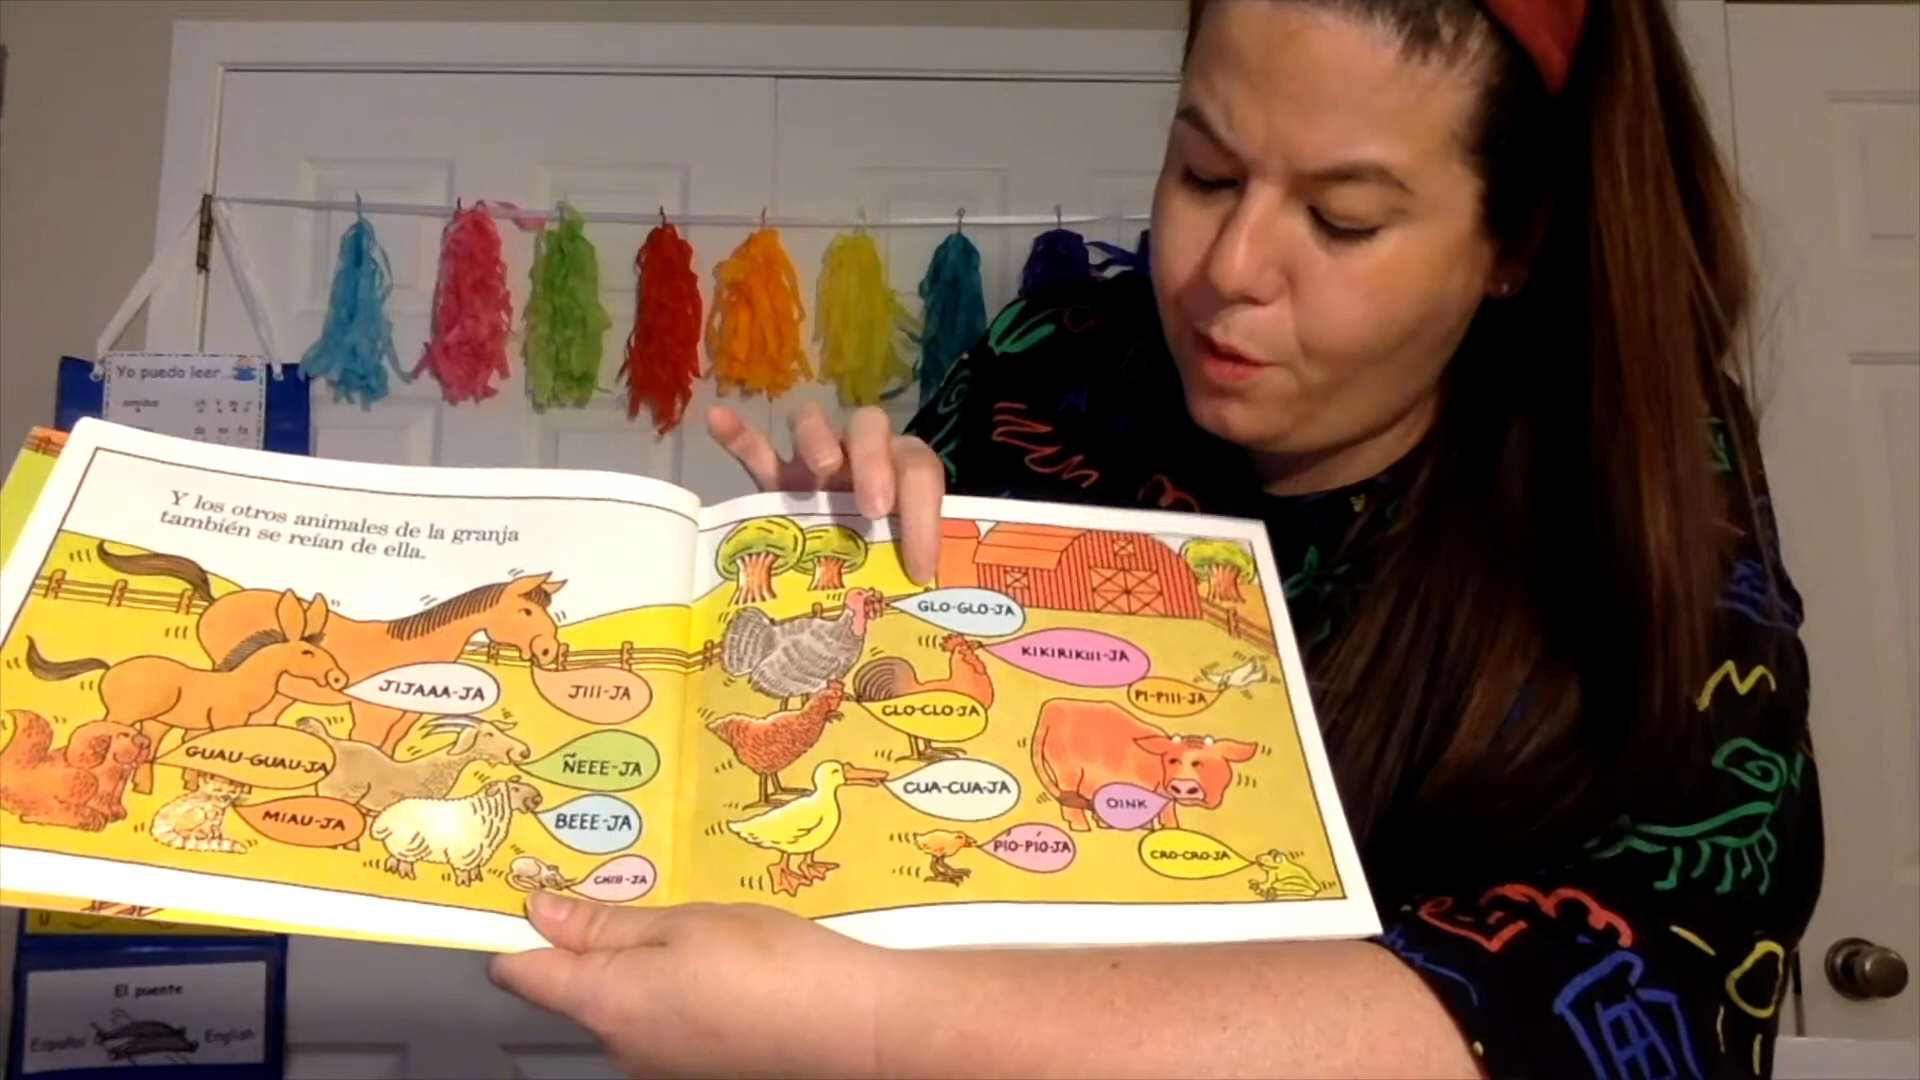 Yo puedo leer
Y los otros animales de la granja
también se reían de ella.
JIJAAA-JA
JIII-JA
GUAU-GUAU-JA
ÑEEE-JA
MIAU-JA
BEEE-JA
CHIII-JA
GLO-GLO-JA
KIKIRIKIII-JA
PI-PIII-JA
CLO-CLO-JA
CUA-CUA-JA
OINK
PÍO-PÍO-JA
CRO-CRO-JA
El puente
Español
English